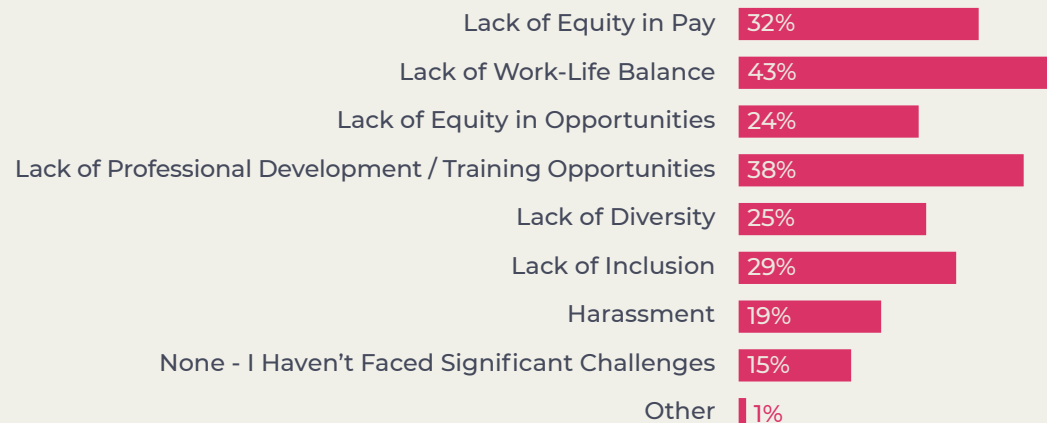 Lack of Equity in Pay 32%
Lack of Work-Life Balance 43%
Lack of Equity in Opportunities 24%
Lack of Professional Development / Training Opportunities 38%
Lack of Diversity 25%
Lack of Inclusion 29%
Harassment 19%
None - I Haven’t Faced Significant Challenges 15%
Other 1%